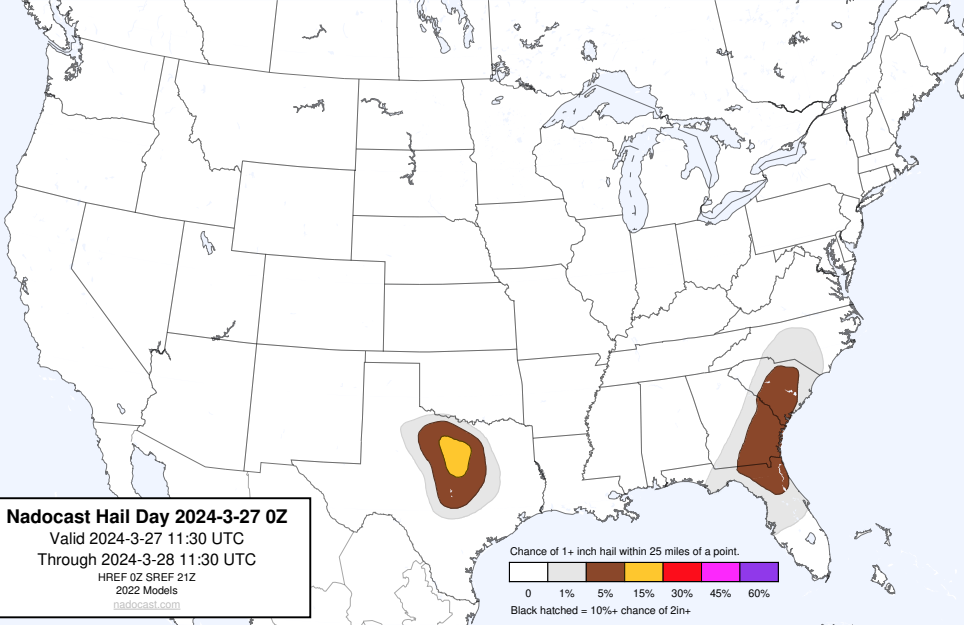 Nadocast Hail Day 2024-3-27 0Z
Valid 2024-3-27 11:30 UTC
Through 2024-3-28 11:30 UTC
HREF 0Z SREF 21Z
2022 Models
nadocast.com
Chance of 1+ inch hail within 25 miles of a point.
0 1% 5% 15% 30% 45% 60%
Black hatched = 10%+ chance of 2in+